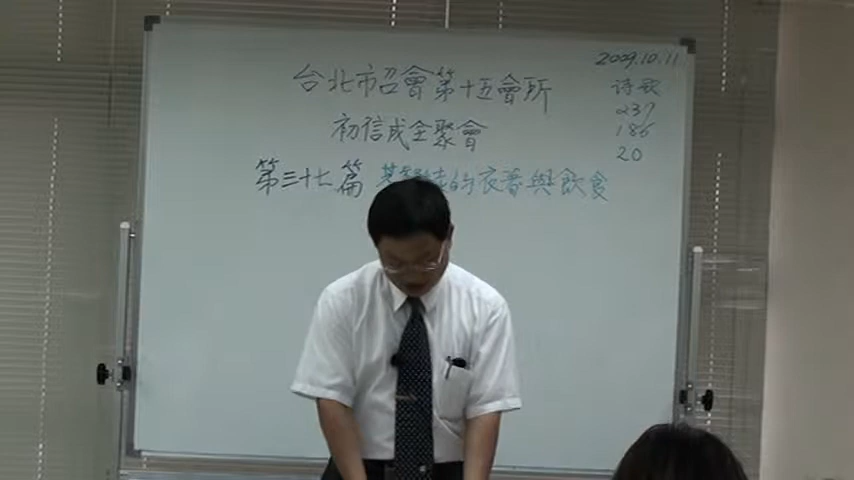 台北市召會第十五會所
初信成全聚會
第三十七篇 基督徒的衣著與飲食
2009.10.11
詩歌
237
186
20